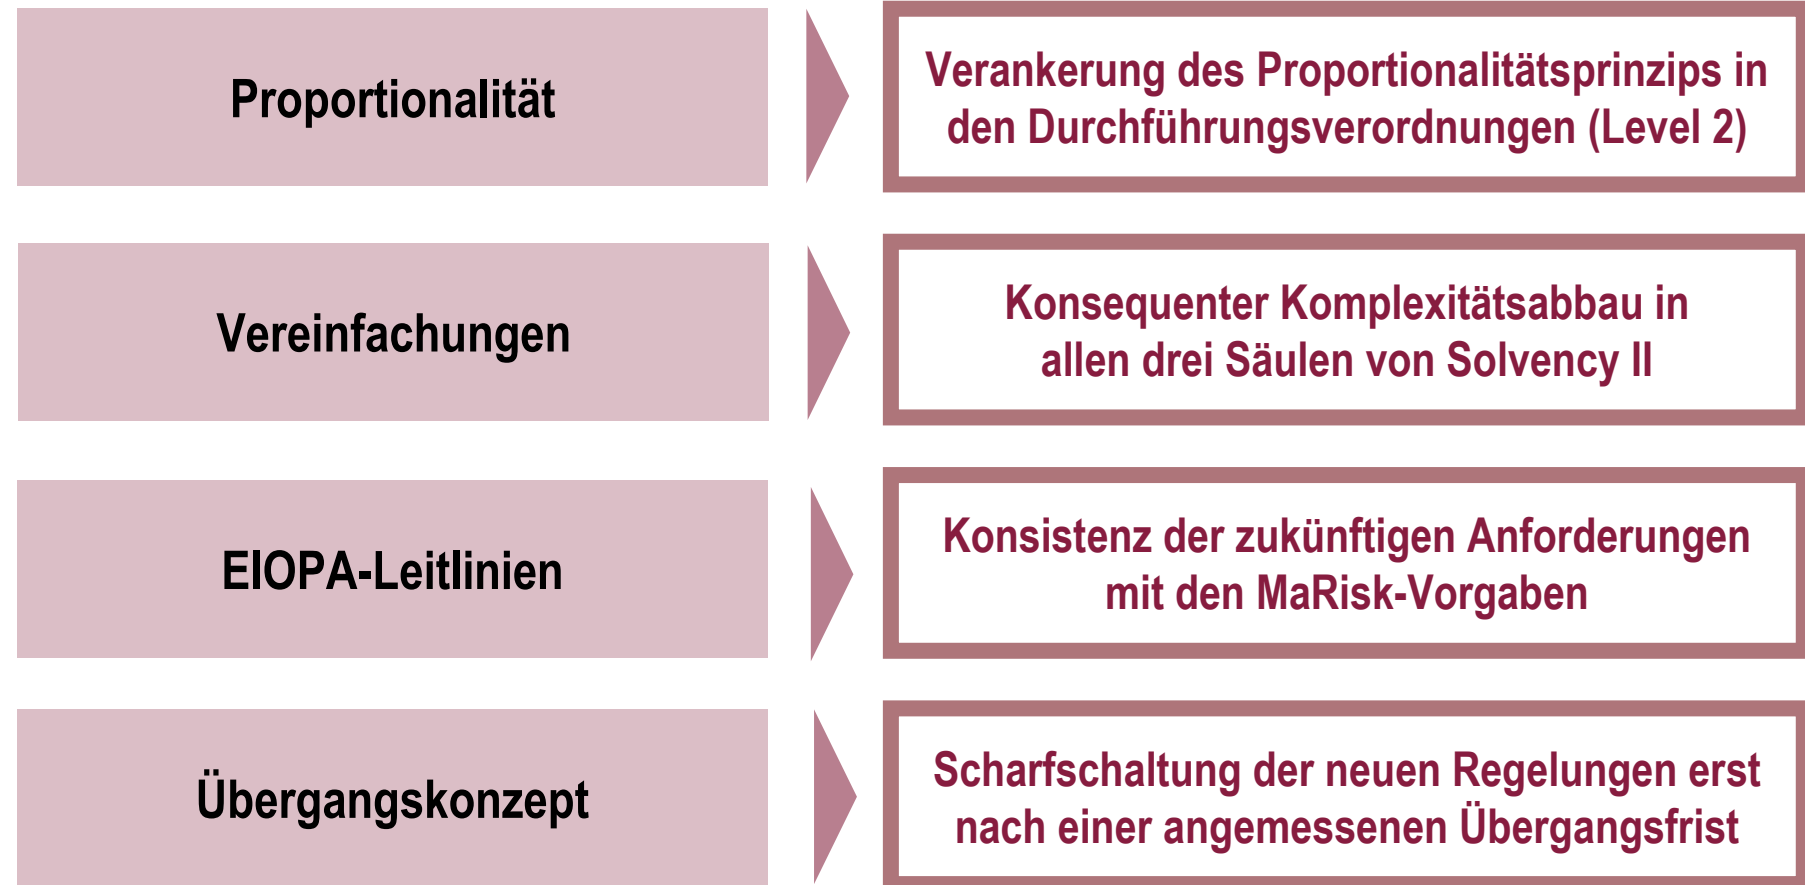 Proportionalität
Verankerung des Proportionalitätsprinzips in
den Durchführungsverordnungen (Level 2)
Vereinfachungen
Konsequenter Komplexitätsabbau in
allen drei Säulen von Solvency II
EIOPA-Leitlinien
Konsistenz der zukünftigen Anforderungen
mit den MaRisk-Vorgaben
Übergangskonzept
Scharfschaltung der neuen Regelungen erst
nach einer angemessenen Übergangsfrist